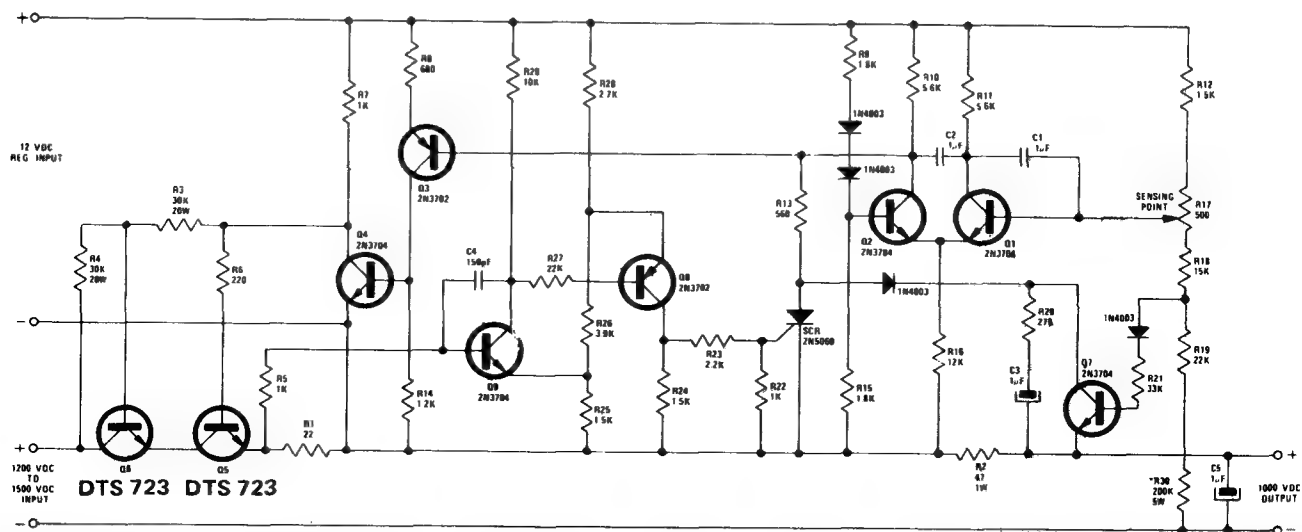 +
R7
1K
R8
680
R28
10K
R28
2.7K
R9
1.8K
R10
5.6K
R11
5.6K
R12
1.5K
12 VDC
REG INPUT
1N4003
C2
1µF
C1
1µF
1N4003
Q3
2N3702
R3
30K
20W
R4
30K
20W
R6
220
Q4
2N3704
C4
150pF
R27
22K
Q8
2N3702
R13
560
Q2
2N3704
Q1
2N3706
SENSING
POINT
R17
500
R18
15K
1N4003
1N4003
-
R26
3.9K
SCR
2N5060
R20
270
R19
22K
R5
1K
Q9
2N3704
R23
2.2K
R16
12K
Q7
2N3704
R21
33K
R14
1.2K
R25
1.5K
R24
1.5K
R22
1K
R15
1.8K
C3
1µF
R1
22
+
Q6
Q5
1200 VDC
TO
1500 VDC
INPUT
DTS 723 DTS 723
R2
47
1W
R30
200K
5W
C5
1µF
+
1000 VDC
OUTPUT
-
-